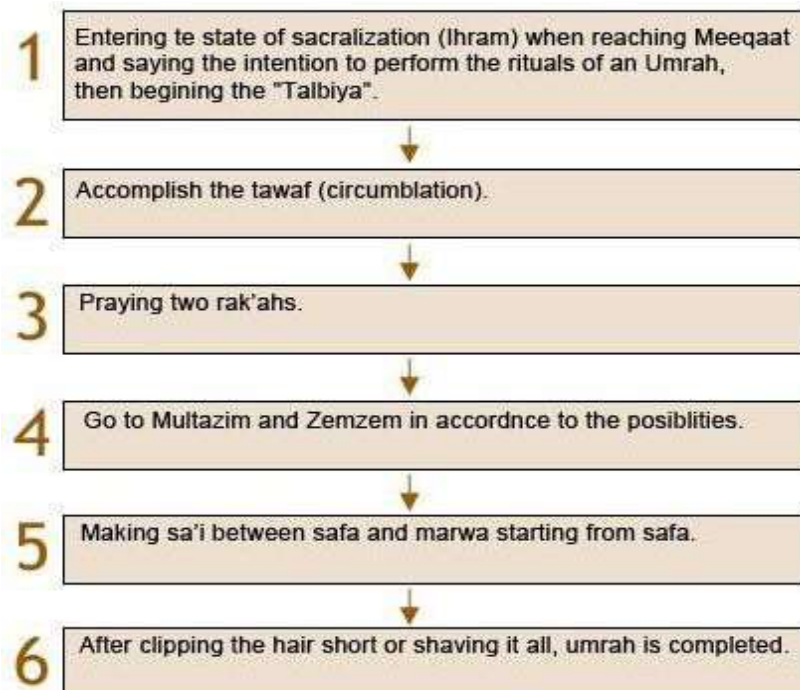 1
Entering te state of sacralization (Ihram) when reaching Meeqaat
and saying the intention to perform the rituals of an Umrah,
then begining the "Talbiya".
2
Accomplish the tawaf (circumblation).
3
Praying two rak'ahs.
4
Go to Multazim and Zemzem in accordnce to the posiblities.
5
Making sa'i between safa and marwa starting from safa.
6
After clipping the hair short or shaving it all, umrah is completed.